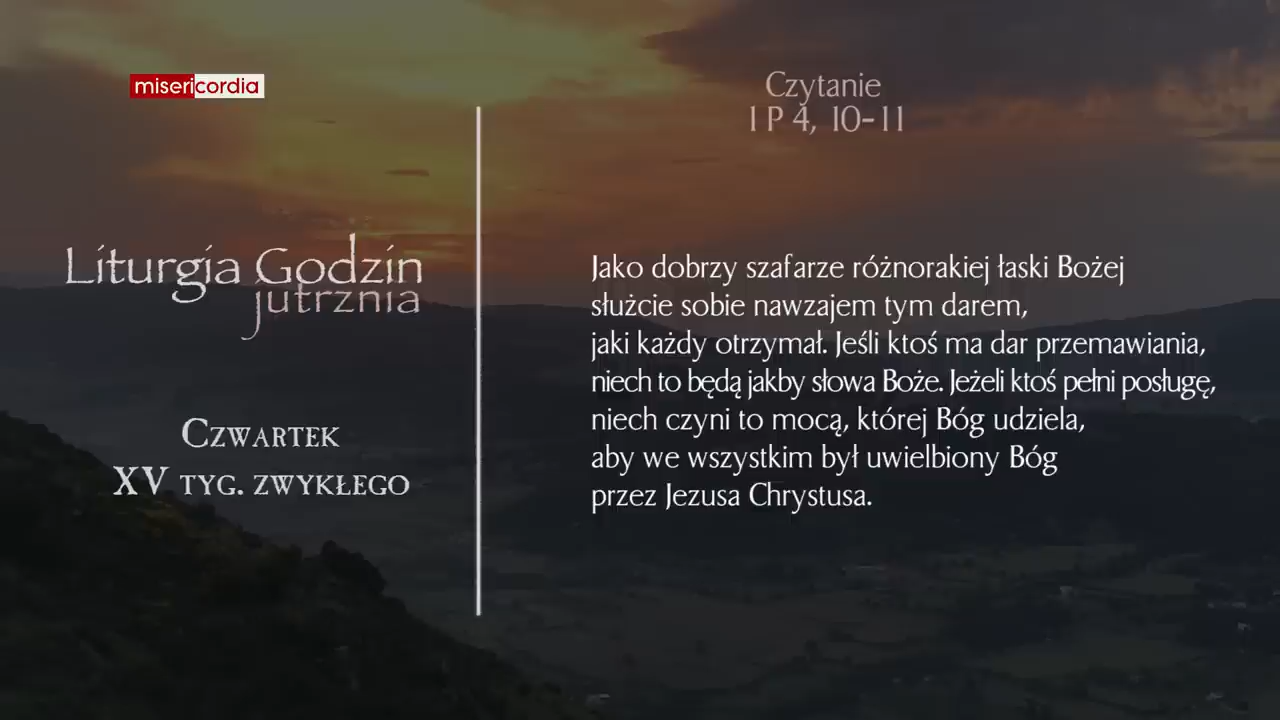 misericordia
Liturgia Godzin
jutrznia
Czwartek
XV tyg. zwykłego
Czytanie
1 P 4, 10-11
Jako dobrzy szafarze różnorakiej łaski Bożej
służcie sobie nawzajem tym darem,
jaki każdy otrzymał. Jeśli ktoś ma dar przemawiania,
niech to będą jakby słowa Boże. Jeżeli ktoś pełni posługę,
niech czyni to mocą, której Bóg udziela,
aby we wszystkim był uwielbiony Bóg
przez Jezusa Chrystusa.